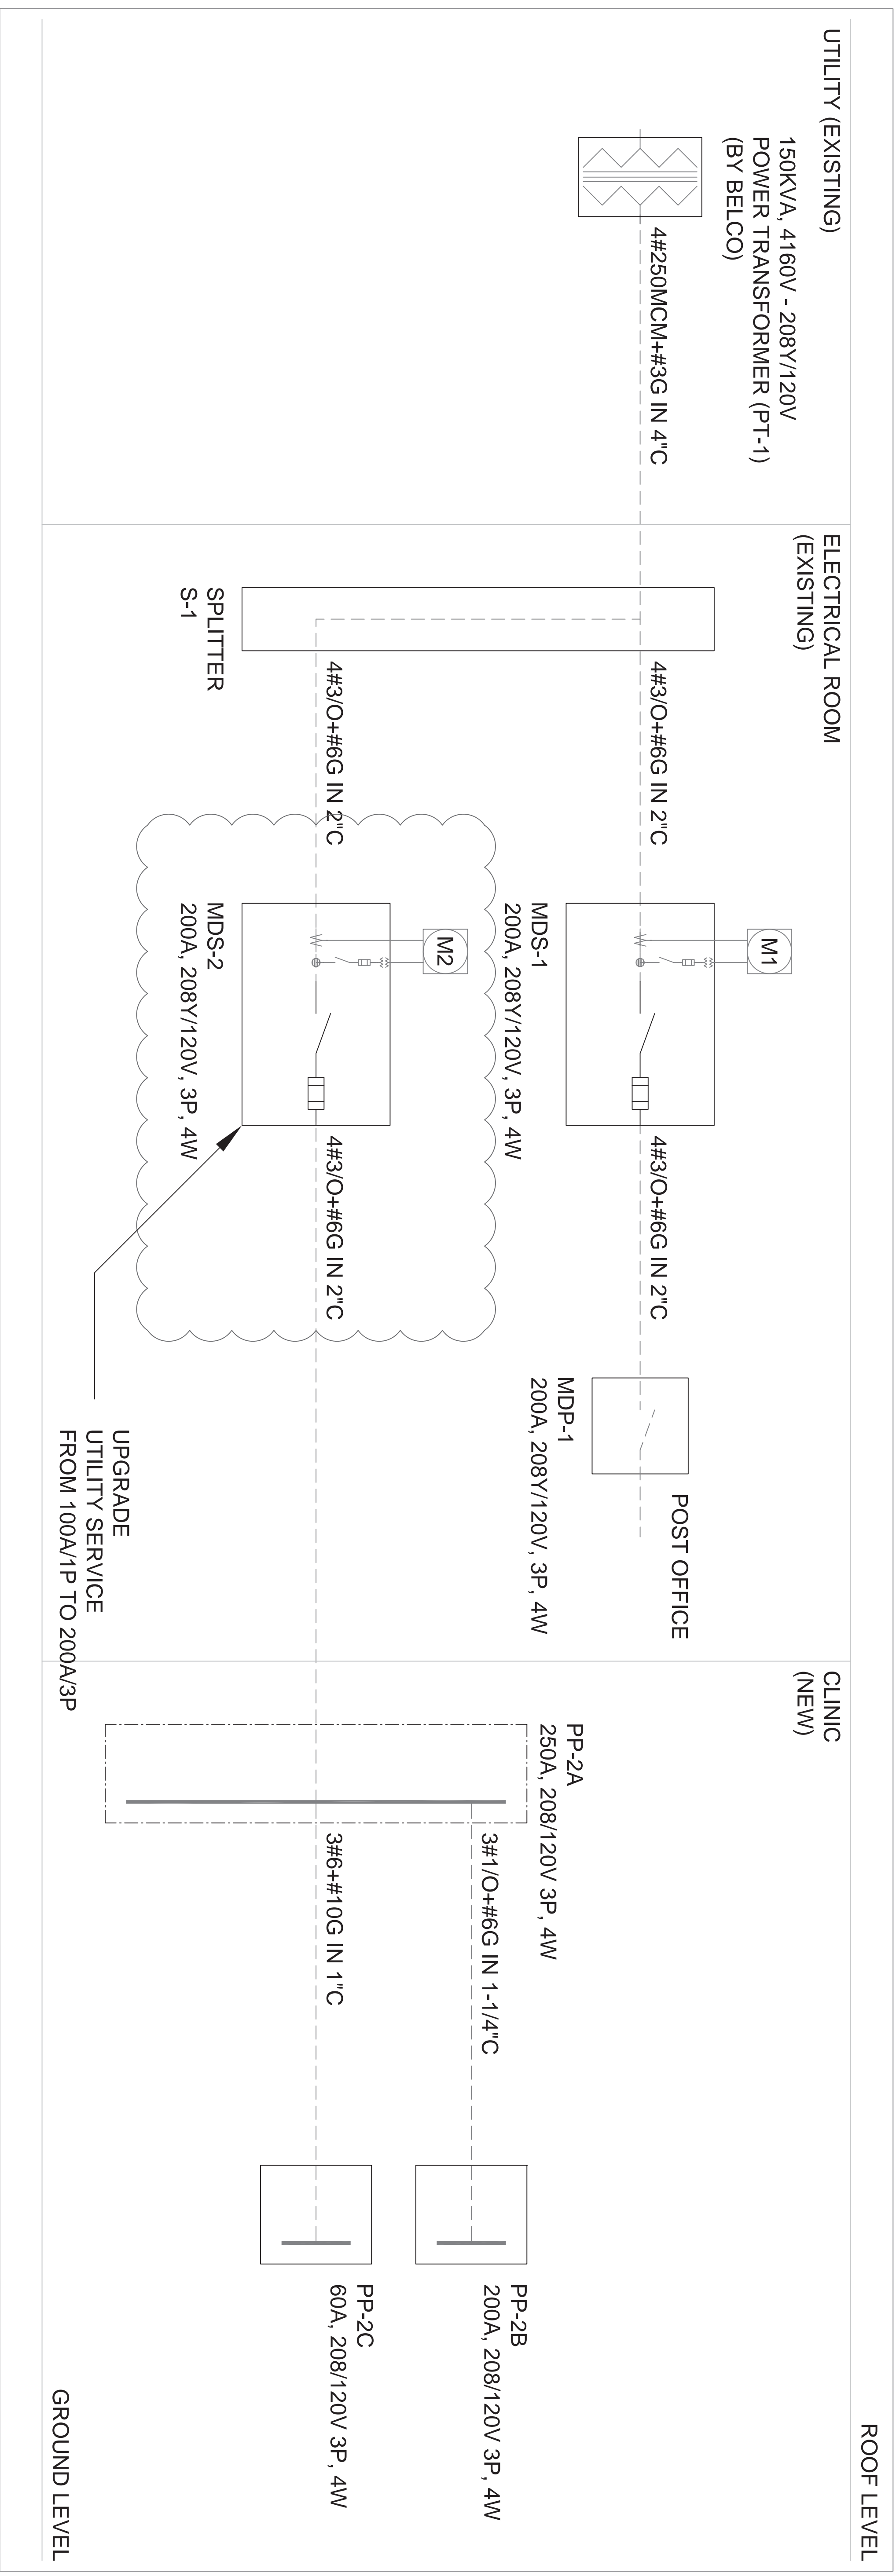 ROOF LEVEL
UTILITY (EXISTING)
150KVA, 4160V - 208Y/120V
POWER TRANSFORMER (PT-1)
(BY BELCO)
4#250MCM+#3G IN 4"C
ELECTRICAL ROOM
(EXISTING)
SPLITTER
S-1
4#3/O+#6G IN 2"C
4#3/O+#6G IN 2"C
M1
MDS-1
200A, 208Y/120V, 3P, 4W
4#3/O+#6G IN 2"C
M2
MDS-2
200A, 208Y/120V, 3P, 4W
4#3/O+#6G IN 2"C
POST OFFICE
MDP-1
200A, 208Y/120V, 3P, 4W
UPGRADE
UTILITY SERVICE
FROM 100A/1P TO 200A/3P
CLINIC
(NEW)
PP-2A
250A, 208/120V 3P, 4W
3#1/O+#6G IN 1-1/4"C
3#6+#10G IN 1"C
PP-2B
200A, 208/120V 3P, 4W
PP-2C
60A, 208/120V 3P, 4W
GROUND LEVEL